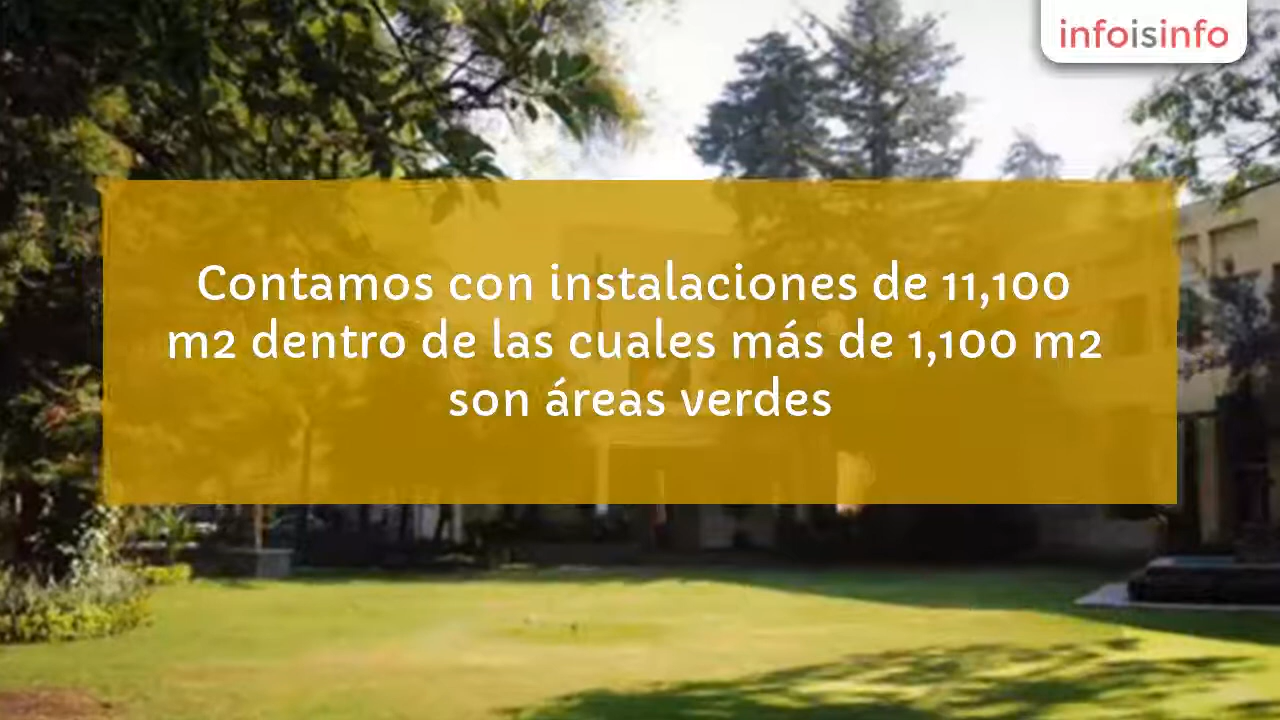 infoisinfo
Contamos con instalaciones de 11,100
m2 dentro de las cuales más de 1,100 m2
son áreas verdes